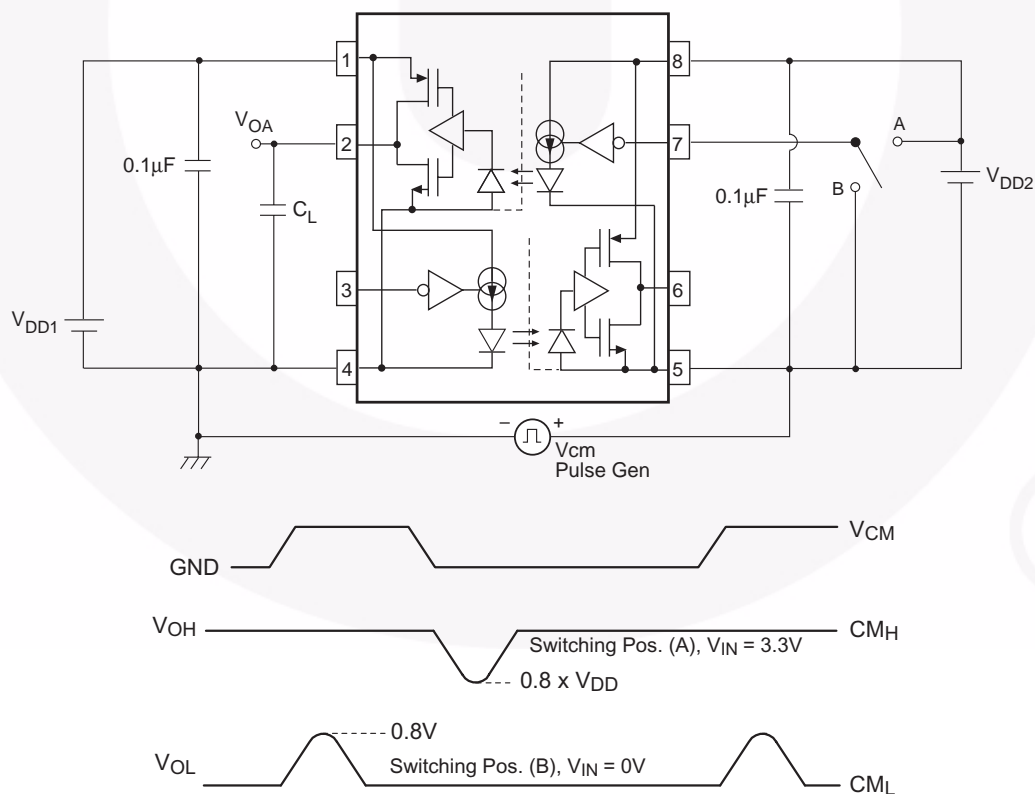 1
8
V_OA
2
7
A
0.1μF
C_L
0.1μF
B
V_DD2
3
6
V_DD1
4
5
− +
Vcm
Pulse Gen
V_CM
GND
V_OH
Switching Pos. (A), V_IN = 3.3V
CM_H
0.8 x V_DD
0.8V
V_OL
Switching Pos. (B), V_IN = 0V
CM_L